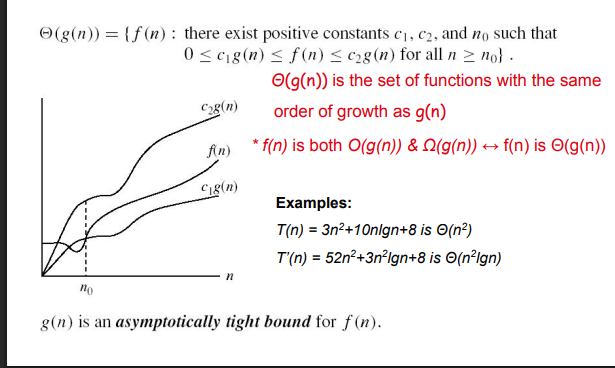 Θ(g(n)) = {f(n) : there exist positive constants c₁, c₂, and n₀ such that
0 ≤ c₁g(n) ≤ f(n) ≤ c₂g(n) for all n ≥ n₀} .
Θ(g(n)) is the set of functions with the same
order of growth as g(n)
* f(n) is both O(g(n)) & Ω(g(n)) ↔ f(n) is Θ(g(n))
c₂g(n)
f(n)
c₁g(n)
n
n₀
Examples:
T(n) = 3n²+10nlgn+8 is Θ(n²)
T'(n) = 52n²+3n²lgn+8 is Θ(n²lgn)
g(n) is an asymptotically tight bound for f(n).